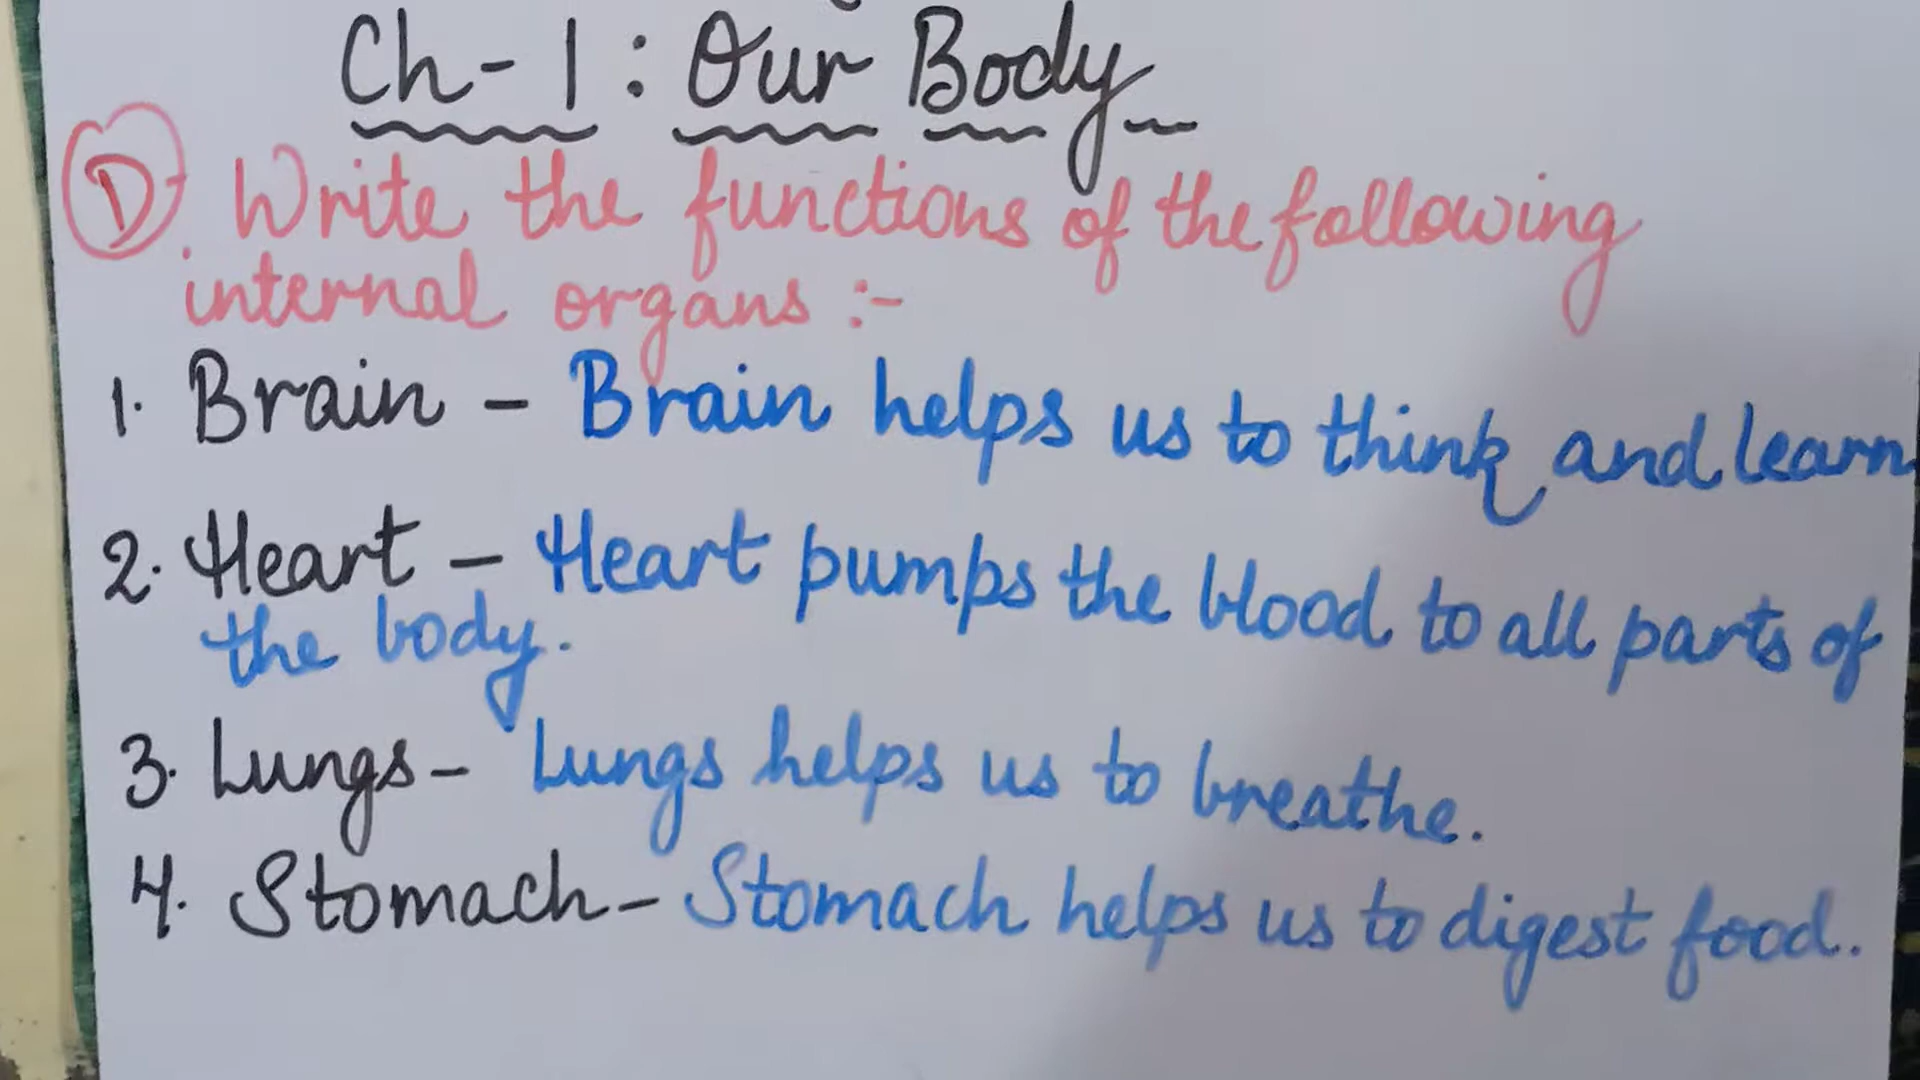 Ch-1: Our Body
D. Write the functions of the following
internal organs :-
1. Brain - Brain helps us to think and learn
2. Heart - Heart pumps the blood to all parts of
the body.
3. Lungs - Lungs helps us to breathe.
4. Stomach - Stomach helps us to digest food.